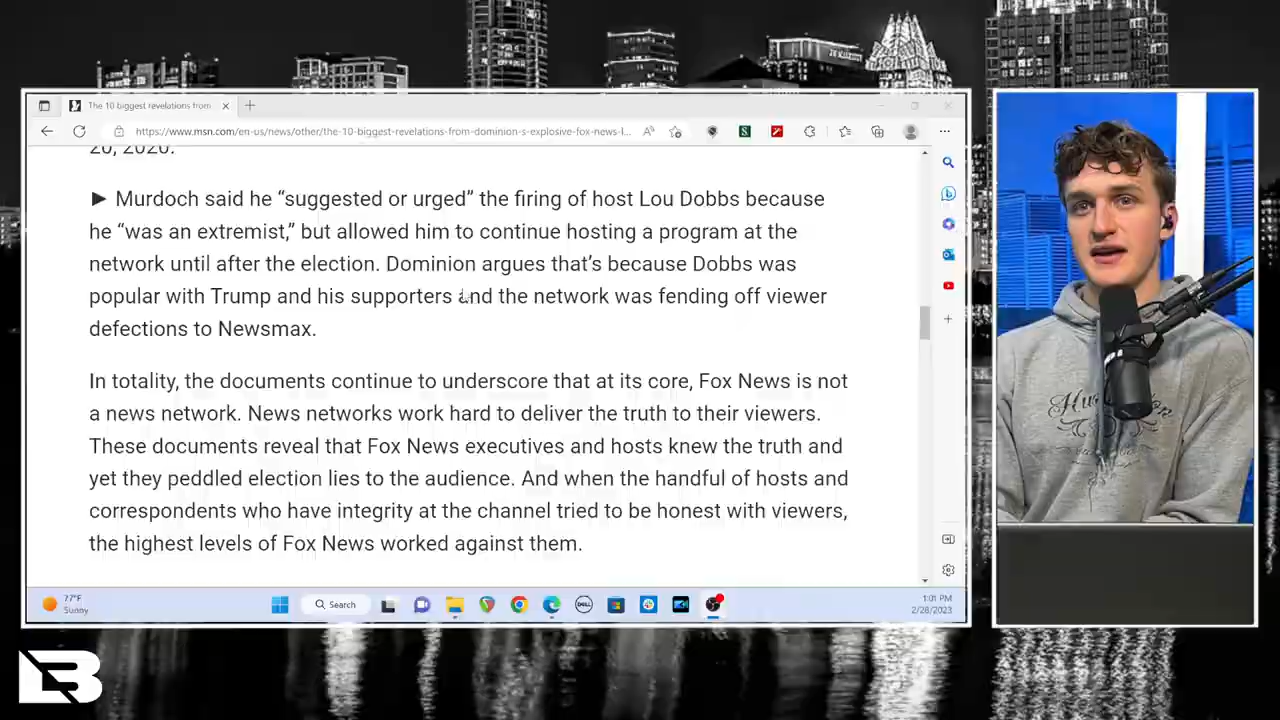 The 10 biggest revelations from
https://www.msn.com/en-us/news/other/the-10-biggest-revelations-from-dominion-s-explosive-fox-news-l...
20, 2020.
► Murdoch said he “suggested or urged” the firing of host Lou Dobbs because
he “was an extremist,” but allowed him to continue hosting a program at the
network until after the election. Dominion argues that’s because Dobbs was
popular with Trump and his supporters and the network was fending off viewer
defections to Newsmax.
In totality, the documents continue to underscore that at its core, Fox News is not
a news network. News networks work hard to deliver the truth to their viewers.
These documents reveal that Fox News executives and hosts knew the truth and
yet they peddled election lies to the audience. And when the handful of hosts and
correspondents who have integrity at the channel tried to be honest with viewers,
the highest levels of Fox News worked against them.
77°F
Sunny
Search
DELL
1:01 PM
2/28/2023